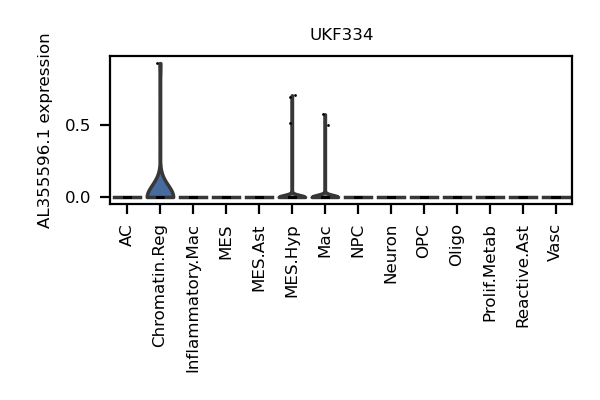 UKF334
AL355596.1 expression
0.5
0.0
AC
Chromatin.Reg
Inflammatory.Mac
MES
MES.Ast
MES.Hyp
Mac
NPC
Neuron
OPC
Oligo
Prolif.Metab
Reactive.Ast
Vasc